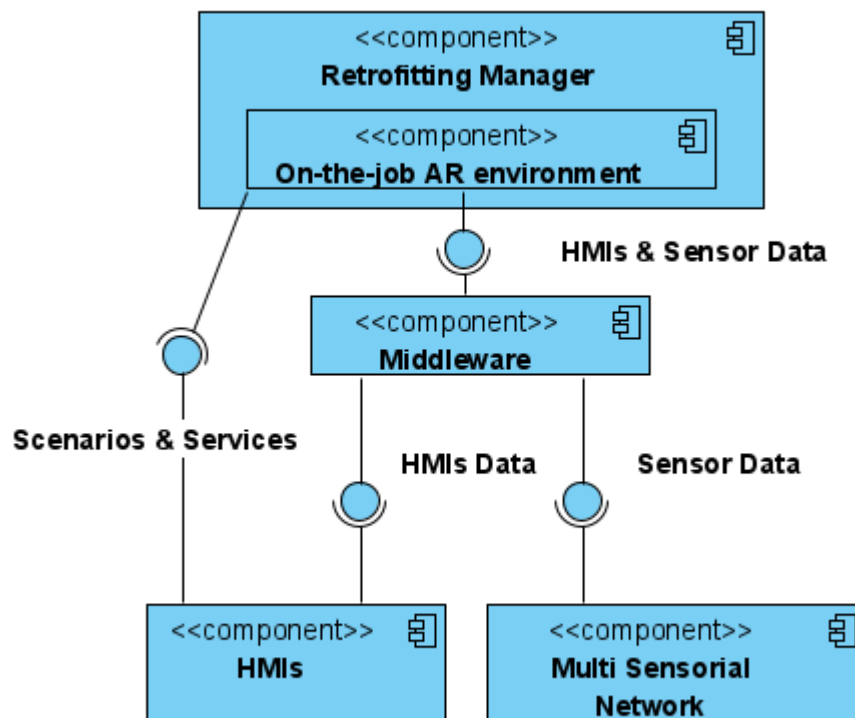 <<component>>
Retrofitting Manager
<<component>>
On-the-job AR environment
HMIs & Sensor Data
<<component>>
Middleware
Scenarios & Services
HMIs Data
Sensor Data
<<component>>
HMIs
<<component>>
Multi Sensorial
Network